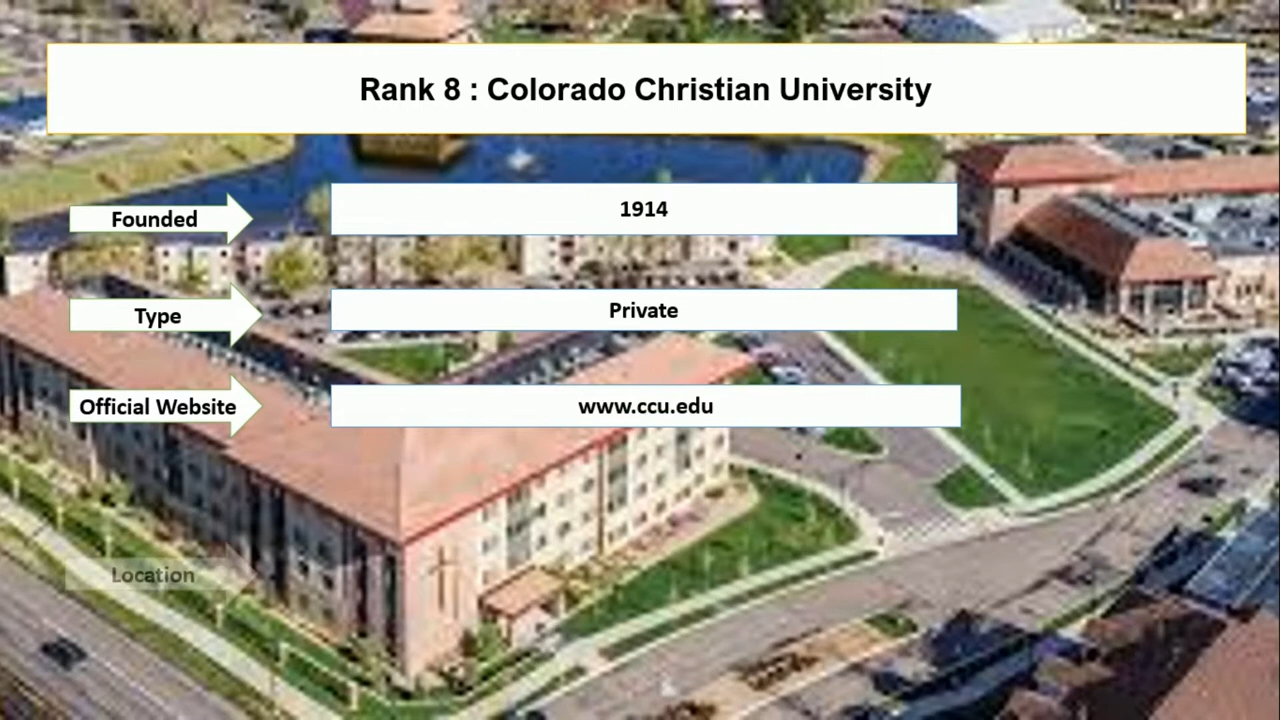 Rank 8 : Colorado Christian University
Founded
1914
Type
Private
Official Website
www.ccu.edu
Location